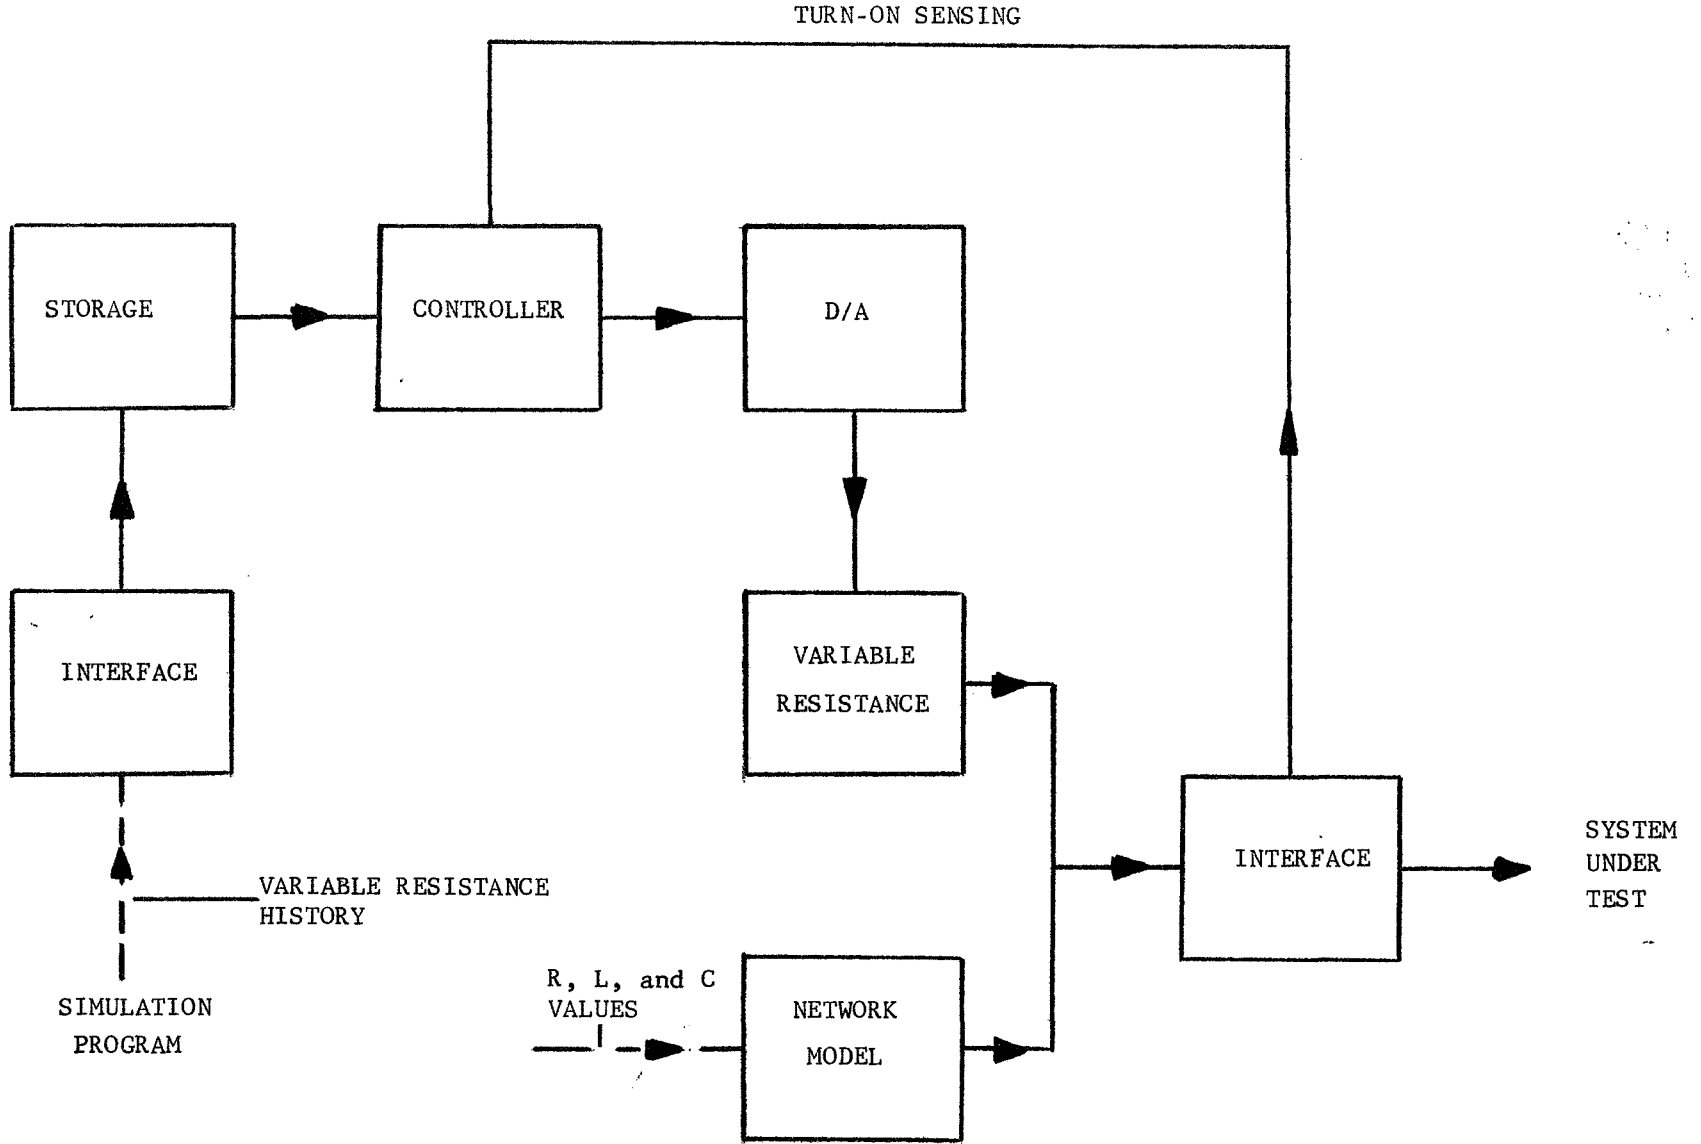 TURN-ON SENSING
STORAGE
CONTROLLER
D/A
INTERFACE
VARIABLE
RESISTANCE
INTERFACE
SYSTEM
UNDER
TEST
VARIABLE RESISTANCE
HISTORY
SIMULATION
PROGRAM
R, L, and C
VALUES
NETWORK
MODEL